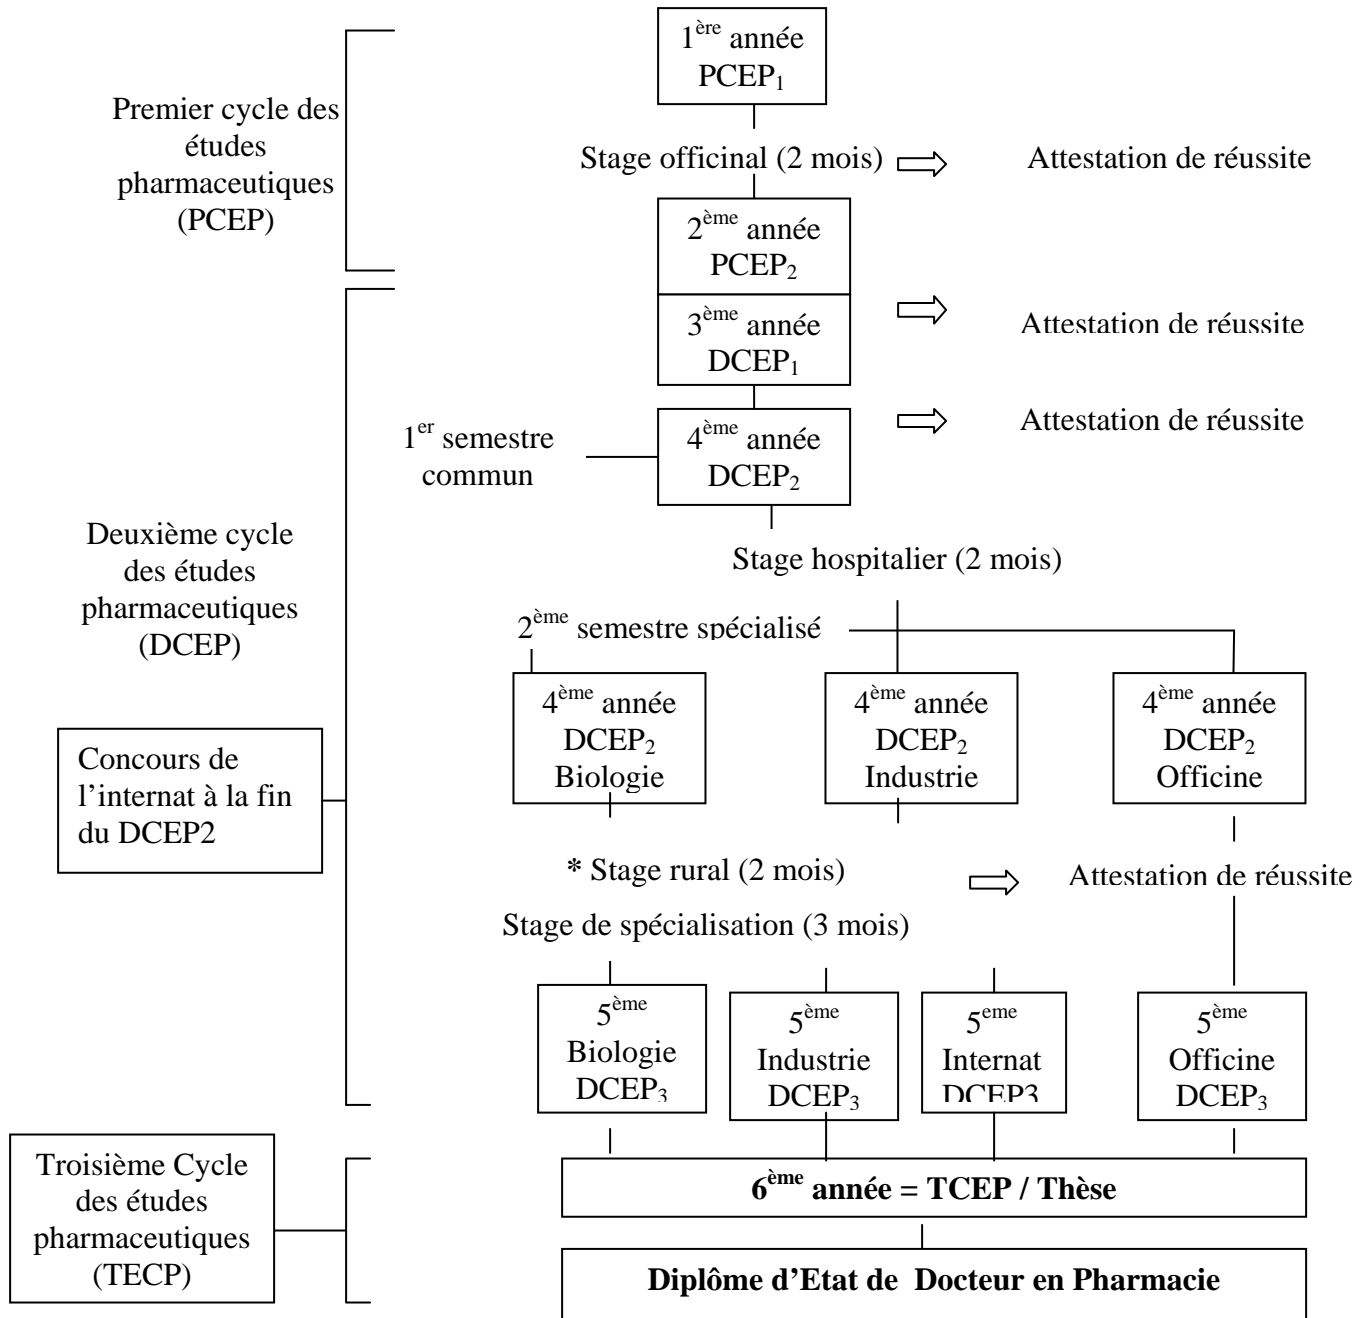 1ère année
PCEP1
Premier cycle des
études
pharmaceutiques
(PCEP)
Stage officinal (2 mois)
Attestation de réussite
2ème année
PCEP2
3ème année
DCEP1
Attestation de réussite
1er semestre
commun
4ème année
DCEP2
Attestation de réussite
Deuxième cycle
des études
pharmaceutiques
(DCEP)
Stage hospitalier (2 mois)
2ème semestre spécialisé
4ème année
DCEP2
Biologie
4ème année
DCEP2
Industrie
4ème année
DCEP2
Officine
Concours de
l’internat à la fin
du DCEP2
* Stage rural (2 mois)
Attestation de réussite
Stage de spécialisation (3 mois)
5ème
Biologie
DCEP3
5ème
Industrie
DCEP3
5eme
Internat
DCEP3
5ème
Officine
DCEP3
Troisième Cycle
des études
pharmaceutiques
(TECP)
6ème année = TCEP / Thèse
Diplôme d’Etat de Docteur en Pharmacie